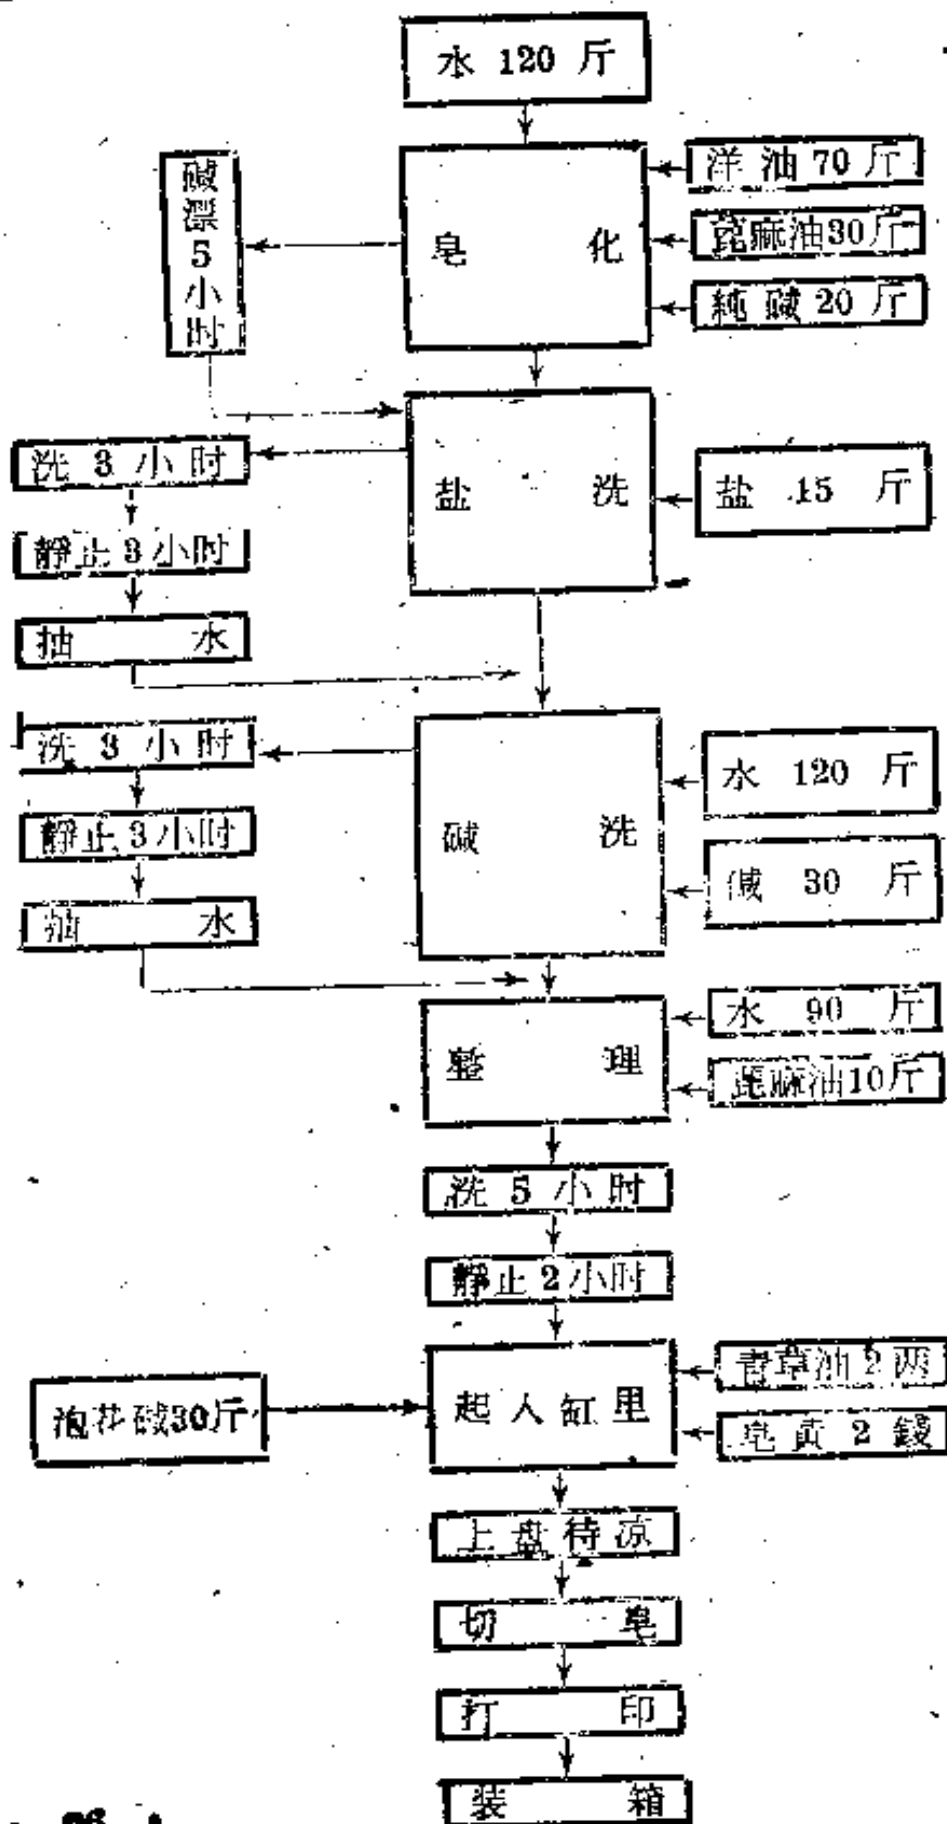 水 120 斤
洋油 70 斤
碱漂5小时
皂化
萞麻油30斤
純碱 20 斤
洗 3 小时
盐洗
盐 15 斤
靜止 3 小时
抽水
洗 3 小时
水 120 斤
靜止 3 小时
碱洗
碱 30 斤
抽水
水 90 斤
整理
萞麻油10斤
洗 5 小时
靜止 2 小时
青草油 2 两
泡花碱30斤
起入缸里
皂黄 2 錢
上盘待凉
切皂
打印
装箱